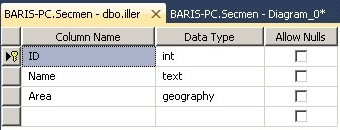 BARIS-PC.Secmen - dbo.iller BARIS-PC.Secmen - Diagram_0*
Column Name Data Type Allow Nulls
ID int
Name text
Area geography